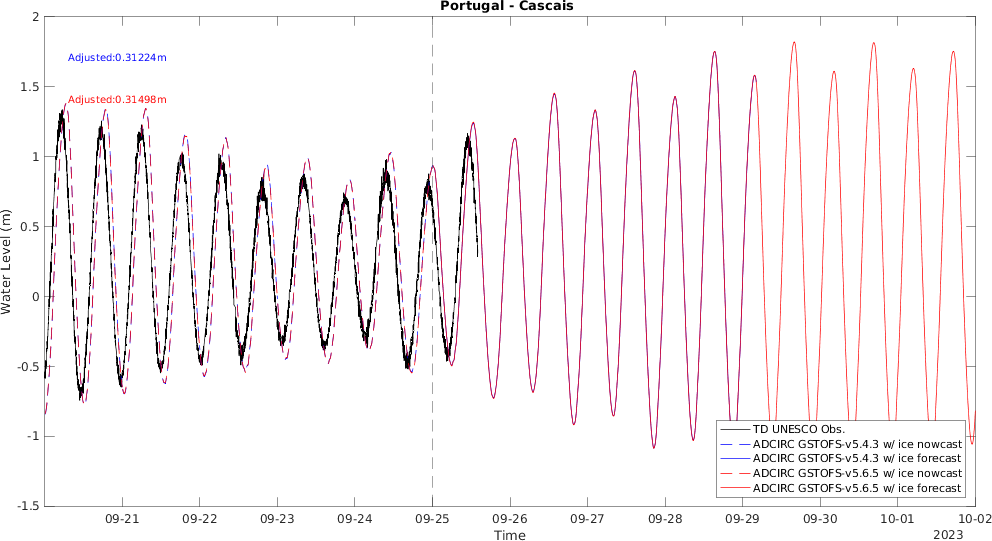 Portugal - Cascais
Adjusted:0.31224m
Adjusted:0.31498m
Water Level (m)
2
1.5
1
0.5
0
-0.5
-1
-1.5
TD UNESCO Obs.
ADCIRC GSTOFS-v5.4.3 w/ ice nowcast
ADCIRC GSTOFS-v5.4.3 w/ ice forecast
ADCIRC GSTOFS-v5.6.5 w/ ice nowcast
ADCIRC GSTOFS-v5.6.5 w/ ice forecast
09-21 09-22 09-23 09-24 09-25 09-26 09-27 09-28 09-29 09-30 10-01 10-02
Time
2023